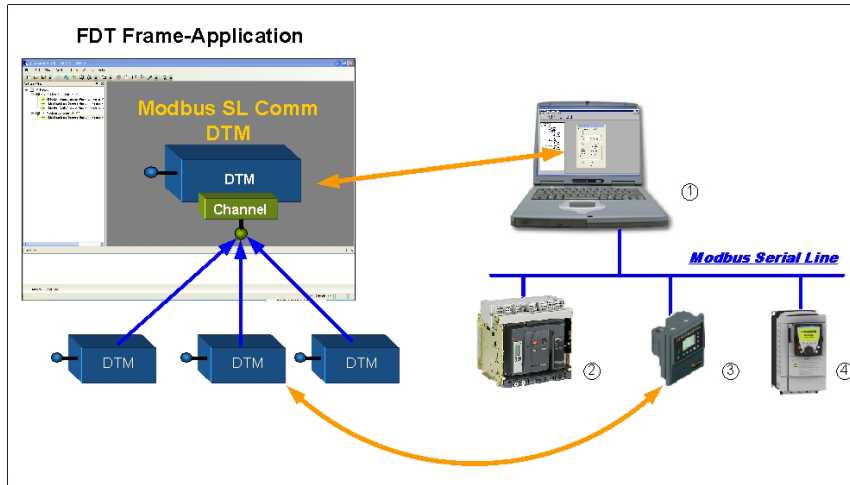 FDT Frame-Application
Modbus SL Comm
DTM
DTM
Channel
①
Modbus Serial Line
DTM
DTM
DTM
②
③
④